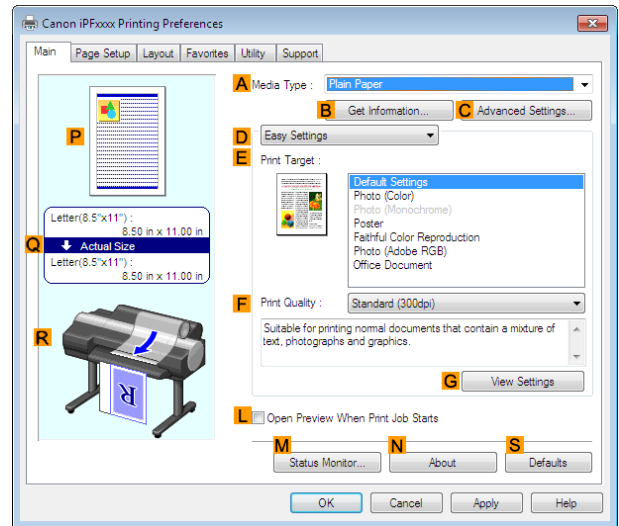 Canon iPFxxxx Printing Preferences
Main Page Setup Layout Favorites Utility Support
A Media Type : Plain Paper
B Get Information... C Advanced Settings...
D Easy Settings
E Print Target :
Default Settings
Photo (Color)
Photo (Monochrome)
Poster
Faithful Color Reproduction
Photo (Adobe RGB)
Office Document
P
Letter(8.5"x11") :
8.50 in x 11.00 in
Q Actual Size
Letter(8.5"x11") :
8.50 in x 11.00 in
F Print Quality : Standard (300dpi)
Suitable for printing normal documents that contain a mixture of
text, photographs and graphics.
R
R
G View Settings
L Open Preview When Print Job Starts
M Status Monitor... N About S Defaults
OK Cancel Apply Help